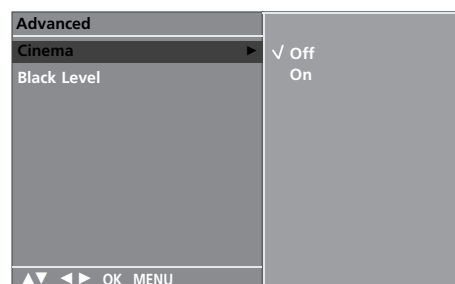 Advanced
Cinema ▶
Black Level
√ Off
On
▲▼ ◀ ▶ OK MENU